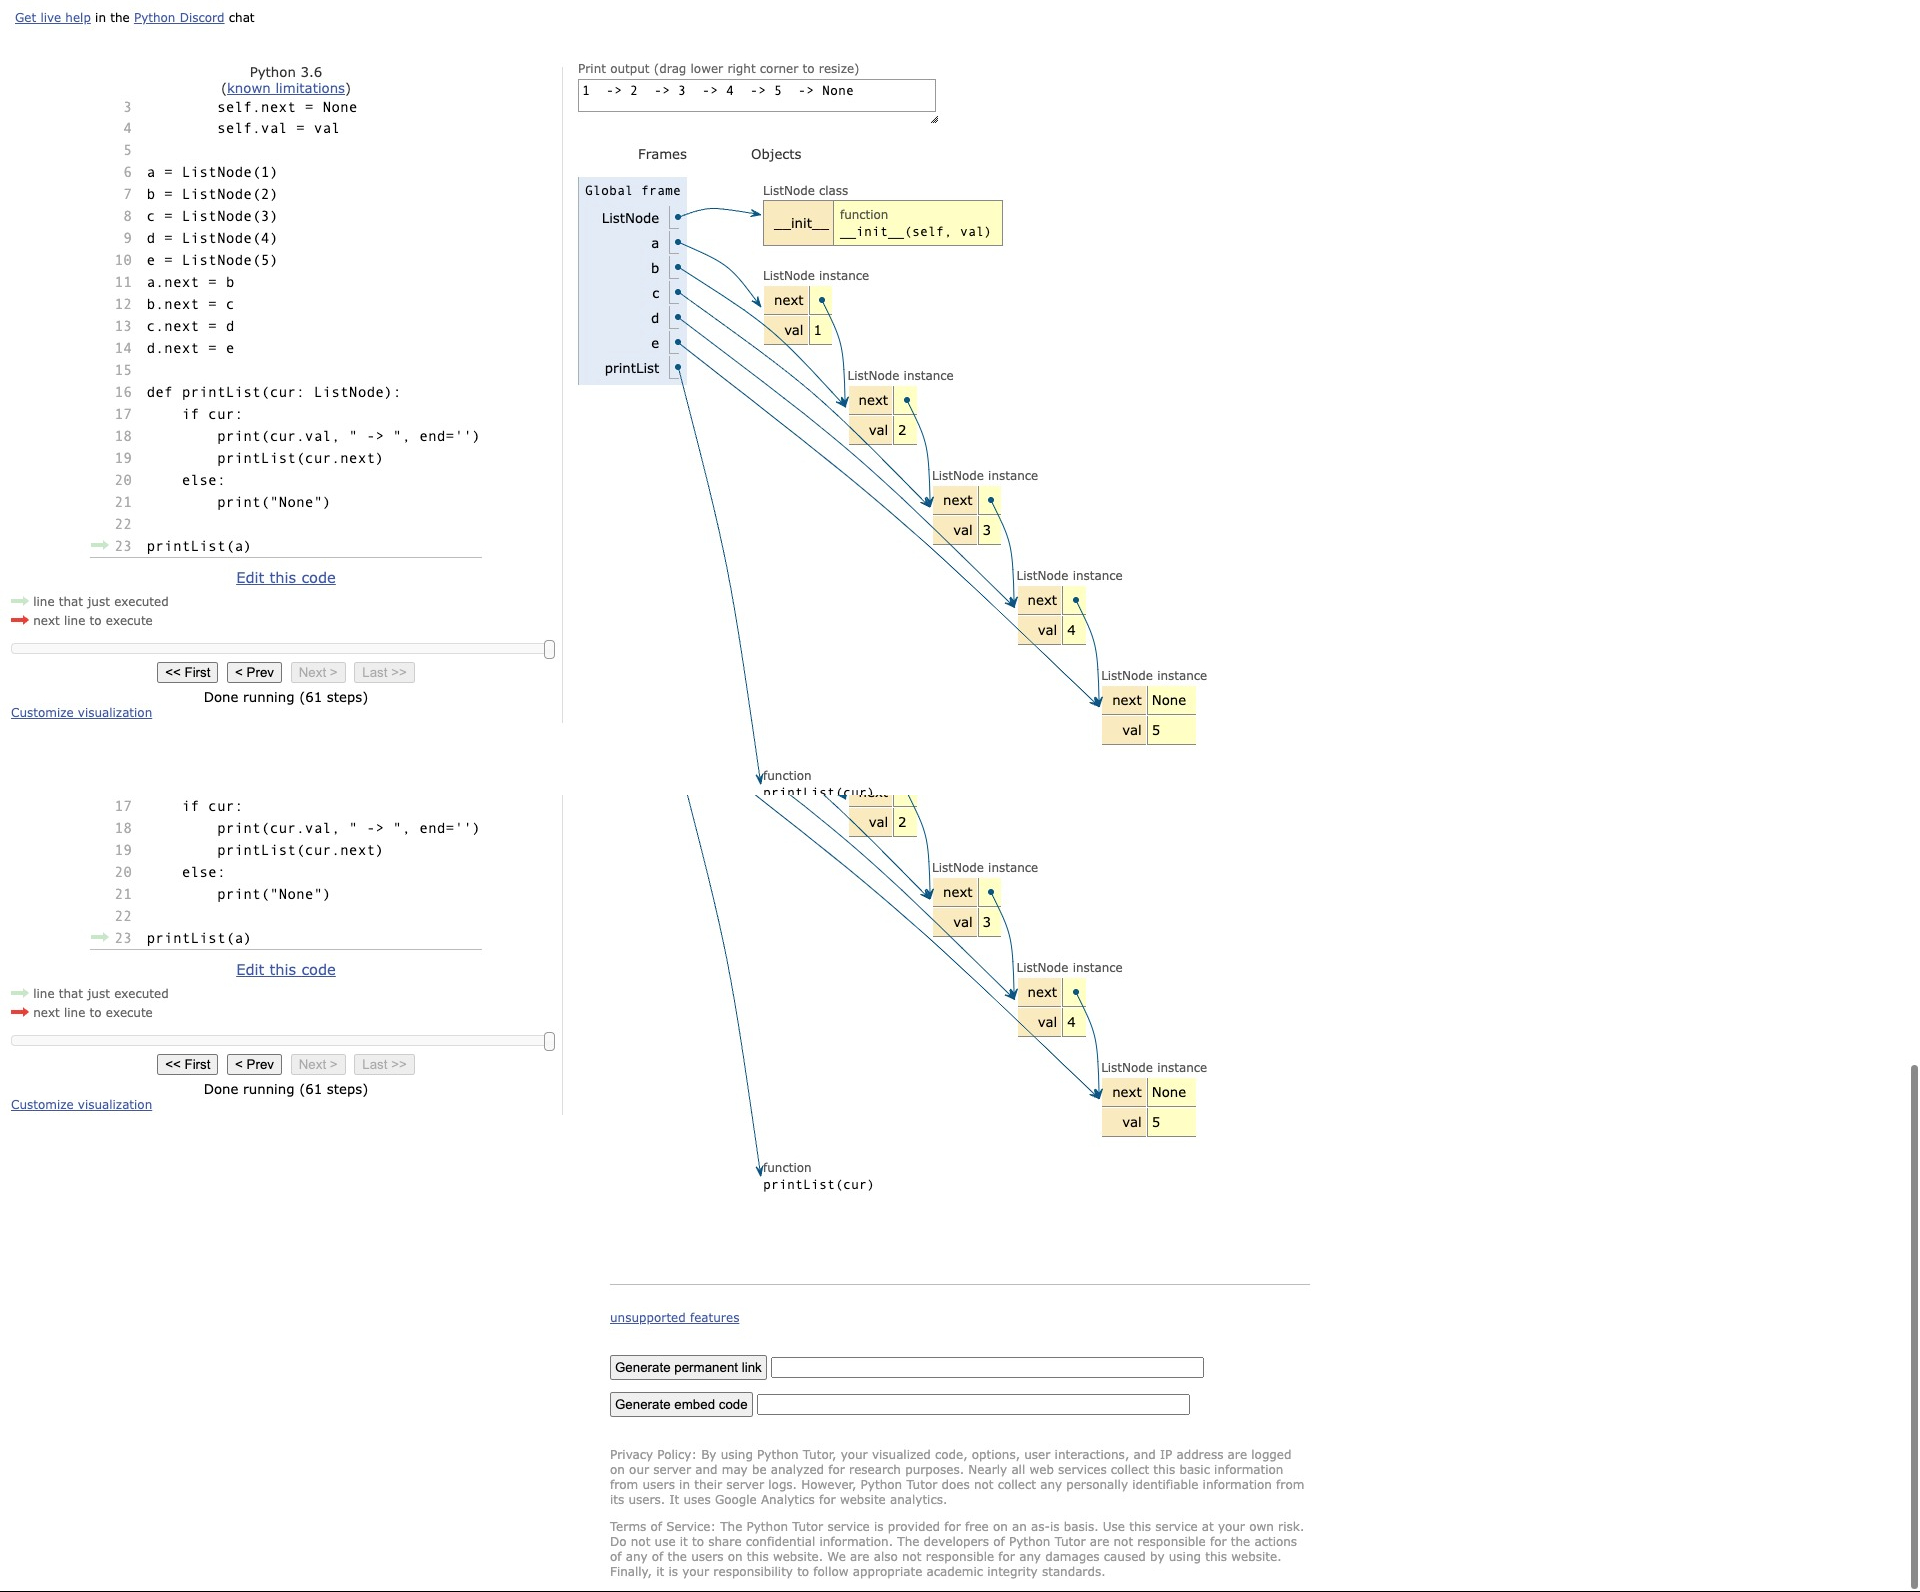 Get live help in the Python Discord chat
Python 3.6
(known limitations)
3 self.next = None
4 self.val = val
5
6 a = ListNode(1)
7 b = ListNode(2)
8 c = ListNode(3)
9 d = ListNode(4)
10 e = ListNode(5)
11 a.next = b
12 b.next = c
13 c.next = d
14 d.next = e
15
16 def printList(cur: ListNode):
17 if cur:
18 print(cur.val, " -> ", end='')
19 printList(cur.next)
20 else:
21 print("None")
22
23 printList(a)
Edit this code
line that just executed
next line to execute
<< First < Prev Next > Last >>
Done running (61 steps)
Customize visualization
Print output (drag lower right corner to resize)
1  -> 2  -> 3  -> 4  -> 5  -> None
Frames Objects
Global frame
ListNode
a
b
c
d
e
printList
ListNode class
__init__
function
__init__(self, val)
ListNode instance
next
val 1
ListNode instance
next
val 2
ListNode instance
next
val 3
ListNode instance
next
val 4
ListNode instance
next None
val 5
function
printList(cur)
17 if cur:
18 print(cur.val, " -> ", end='')
19 printList(cur.next)
20 else:
21 print("None")
22
23 printList(a)
Edit this code
line that just executed
next line to execute
<< First < Prev Next > Last >>
Done running (61 steps)
Customize visualization
next
val 2
ListNode instance
next
val 3
ListNode instance
next
val 4
ListNode instance
next None
val 5
function
printList(cur)
unsupported features
Generate permanent link
Generate embed code
Privacy Policy: By using Python Tutor, your visualized code, options, user interactions, and IP address are logged
on our server and may be analyzed for research purposes. Nearly all web services collect this basic information
from users in their server logs. However, Python Tutor does not collect any personally identifiable information from
its users. It uses Google Analytics for website analytics.
Terms of Service: The Python Tutor service is provided for free on an as-is basis. Use this service at your own risk.
Do not use it to share confidential information. The developers of Python Tutor are not responsible for the actions
of any of the users on this website. We are also not responsible for any damages caused by using this website.
Finally, it is your responsibility to follow appropriate academic integrity standards.